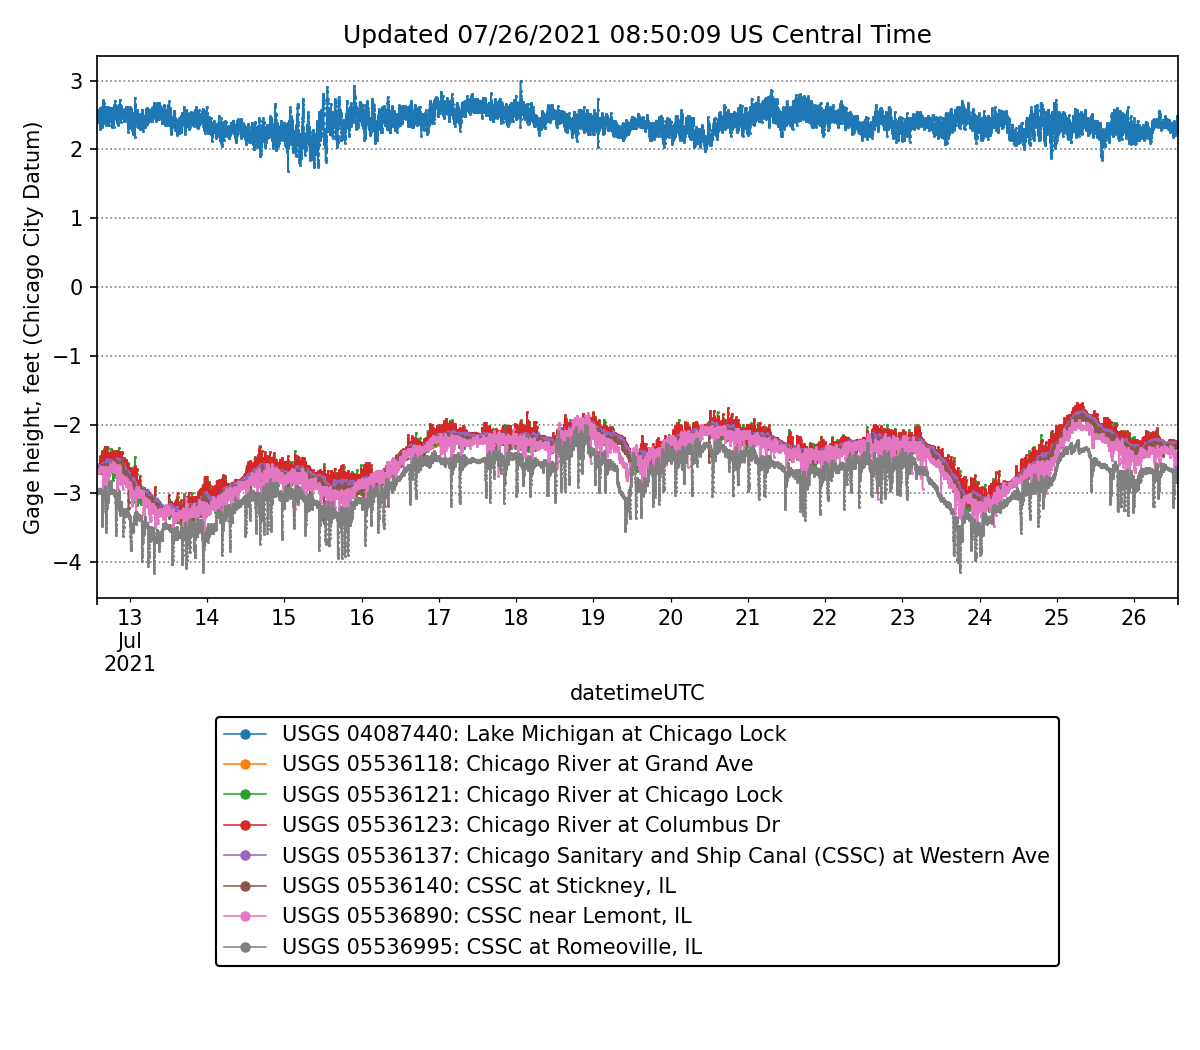 Updated 07/26/2021 08:50:09 US Central Time
Gage height, feet (Chicago City Datum)
3
2
1
0
−1
−2
−3
−4
13 14 15 16 17 18 19 20 21 22 23 24 25 26
Jul
2021
datetimeUTC
USGS 04087440: Lake Michigan at Chicago Lock
USGS 05536118: Chicago River at Grand Ave
USGS 05536121: Chicago River at Chicago Lock
USGS 05536123: Chicago River at Columbus Dr
USGS 05536137: Chicago Sanitary and Ship Canal (CSSC) at Western Ave
USGS 05536140: CSSC at Stickney, IL
USGS 05536890: CSSC near Lemont, IL
USGS 05536995: CSSC at Romeoville, IL